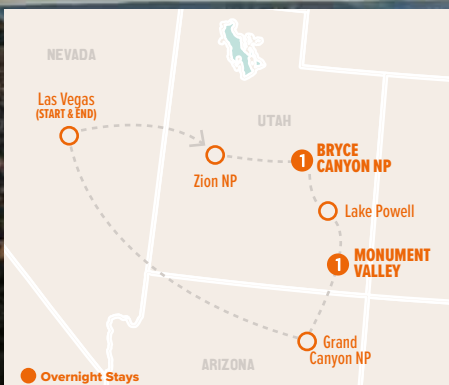 NEVADA
Las Vegas
(START & END)
UTAH
Zion NP
1
BRYCE
CANYON NP
Lake Powell
1
MONUMENT
VALLEY
Grand
Canyon NP
ARIZONA
Overnight Stays